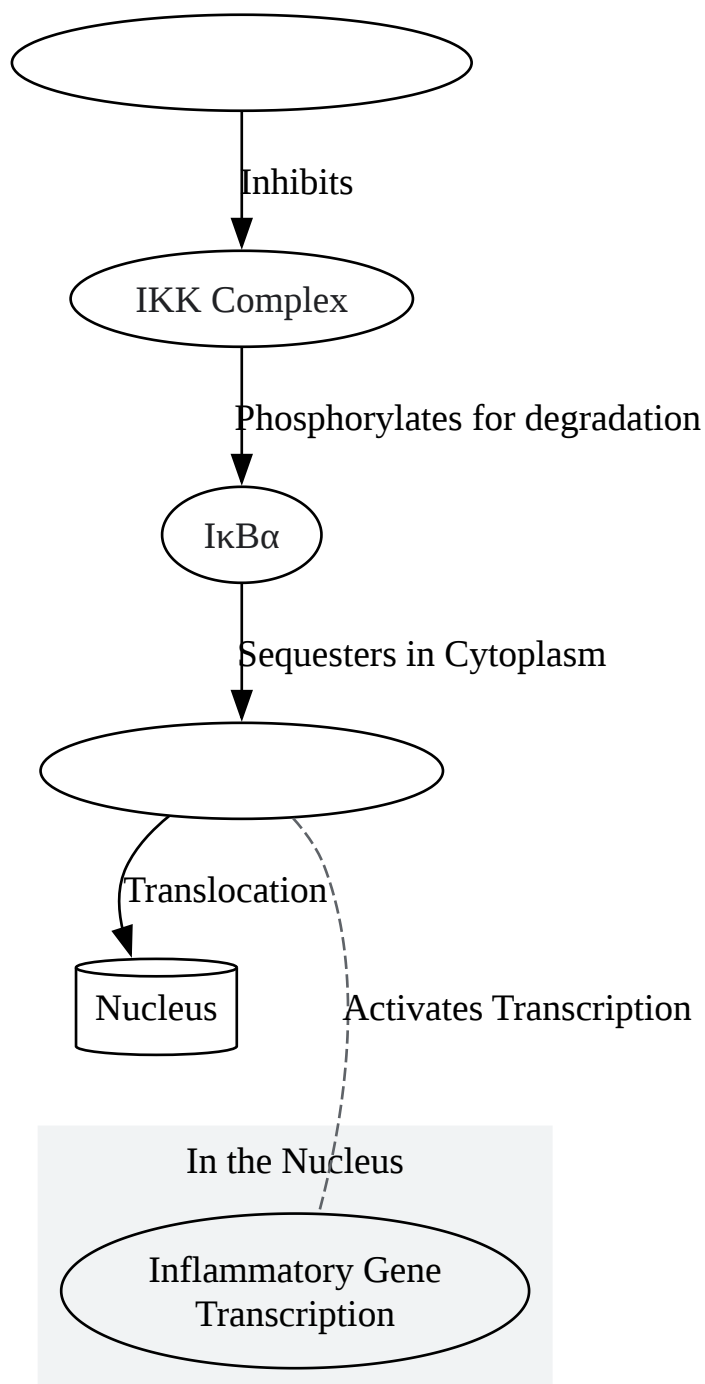 Inhibits
IKK Complex
Phosphorylates for degradation
IκBα
Sequesters in Cytoplasm
Translocation
Nucleus
Activates Transcription
In the Nucleus
Inflammatory Gene
Transcription